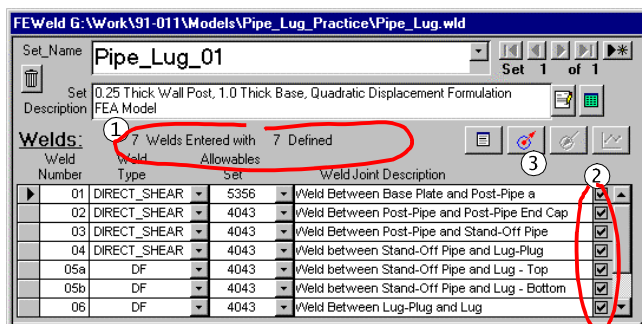 FEWeld G:\Work\91-011\Models\Pipe_Lug_Practice\Pipe_Lug.wld
Set_Name Pipe_Lug_01
Set 1 of 1
Set Description 0.25 Thick Wall Post, 1.0 Thick Base, Quadratic Displacement Formulation
FEA Model
1
Welds: 7 Welds Entered with 7 Defined
3
2
Weld Number Weld Type Allowables Set Weld Joint Description
01 DIRECT_SHEAR 5356 Weld Between Base Plate and Post-Pipe a
02 DIRECT_SHEAR 4043 Weld Between Post-Pipe and Post-Pipe End Cap
03 DIRECT_SHEAR 4043 Weld Between Post-Pipe and Stand-Off Pipe
04 DIRECT_SHEAR 4043 Weld between Stand-Off Pipe and Lug-Plug
05a DF 4043 Weld between Stand-Off Pipe and Lug - Top
05b DF 4043 Weld between Stand-Off Pipe and Lug - Bottom
06 DF 4043 Weld Between Lug-Plug and Lug